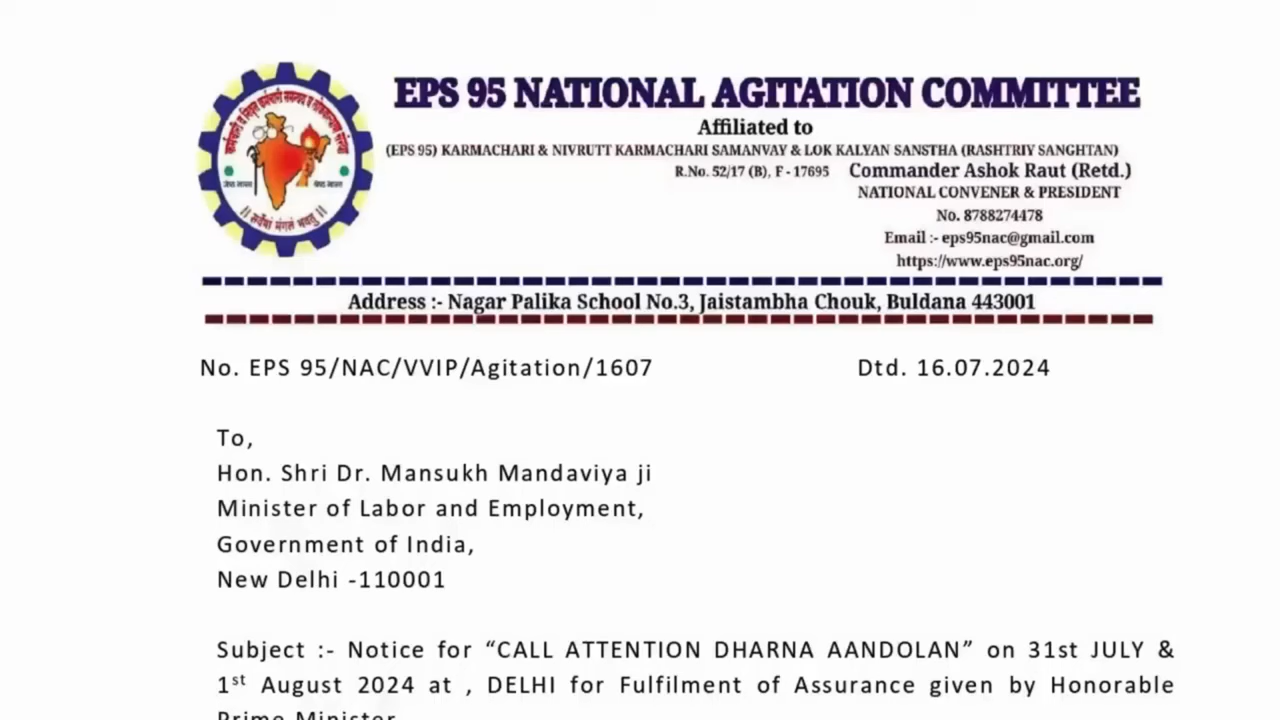 EPS 95 NATIONAL AGITATION COMMITTEE
Affiliated to
(EPS 95) KARMACHARI & NIVRUTT KARMACHARI SAMANVAY & LOK KALYAN SANSTHA (RASHTRIY SANGHTAN)
R.No. 52/17 (B), F - 17695 Commander Ashok Raut (Retd.)
NATIONAL CONVENER & PRESIDENT
No. 8788274478
Email :- eps95nac@gmail.com
https://www.eps95nac.org/
|| सर्वेषां मंगलं भवतु ||
Address :- Nagar Palika School No.3, Jaistambha Chouk, Buldana 443001
No. EPS 95/NAC/VVIP/Agitation/1607 Dtd. 16.07.2024
To,
Hon. Shri Dr. Mansukh Mandaviya ji
Minister of Labor and Employment,
Government of India,
New Delhi -110001
Subject :- Notice for “CALL ATTENTION DHARNA AANDOLAN” on 31st JULY &
1st August 2024 at , DELHI for Fulfilment of Assurance given by Honorable
Prime Minister